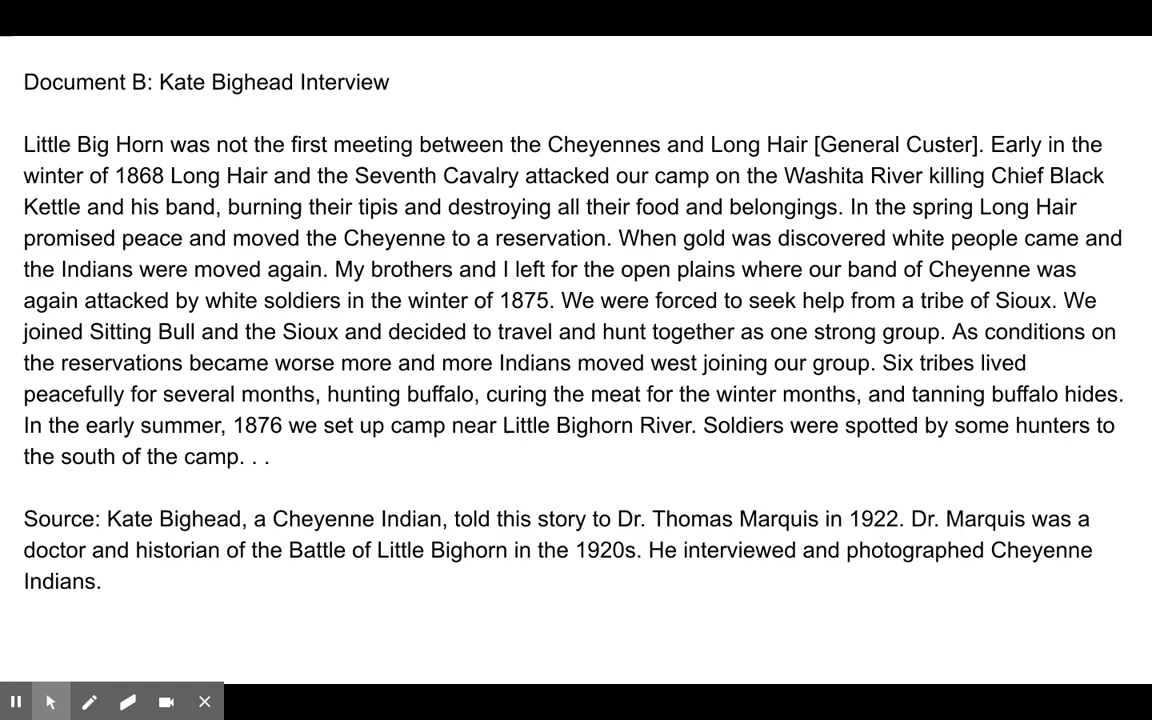 Document B: Kate Bighead Interview
Little Big Horn was not the first meeting between the Cheyennes and Long Hair [General Custer]. Early in the
winter of 1868 Long Hair and the Seventh Cavalry attacked our camp on the Washita River killing Chief Black
Kettle and his band, burning their tipis and destroying all their food and belongings. In the spring Long Hair
promised peace and moved the Cheyenne to a reservation. When gold was discovered white people came and
the Indians were moved again. My brothers and I left for the open plains where our band of Cheyenne was
again attacked by white soldiers in the winter of 1875. We were forced to seek help from a tribe of Sioux. We
joined Sitting Bull and the Sioux and decided to travel and hunt together as one strong group. As conditions on
the reservations became worse more and more Indians moved west joining our group. Six tribes lived
peacefully for several months, hunting buffalo, curing the meat for the winter months, and tanning buffalo hides.
In the early summer, 1876 we set up camp near Little Bighorn River. Soldiers were spotted by some hunters to
the south of the camp. . .
Source: Kate Bighead, a Cheyenne Indian, told this story to Dr. Thomas Marquis in 1922. Dr. Marquis was a
doctor and historian of the Battle of Little Bighorn in the 1920s. He interviewed and photographed Cheyenne
Indians.